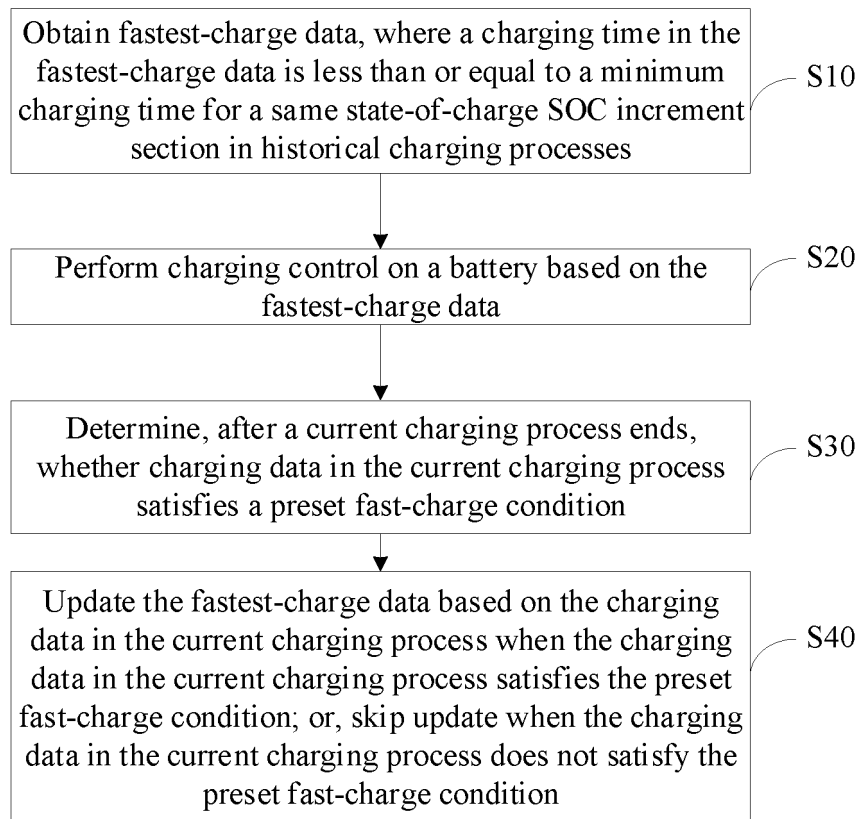 Obtain fastest-charge data, where a charging time in the
fastest-charge data is less than or equal to a minimum
charging time for a same state-of-charge SOC increment
section in historical charging processes
S10
Perform charging control on a battery based on the
fastest-charge data
S20
Determine, after a current charging process ends,
whether charging data in the current charging process
satisfies a preset fast-charge condition
S30
Update the fastest-charge data based on the charging
data in the current charging process when the charging
data in the current charging process satisfies the preset
fast-charge condition; or, skip update when the charging
data in the current charging process does not satisfy the
preset fast-charge condition
S40